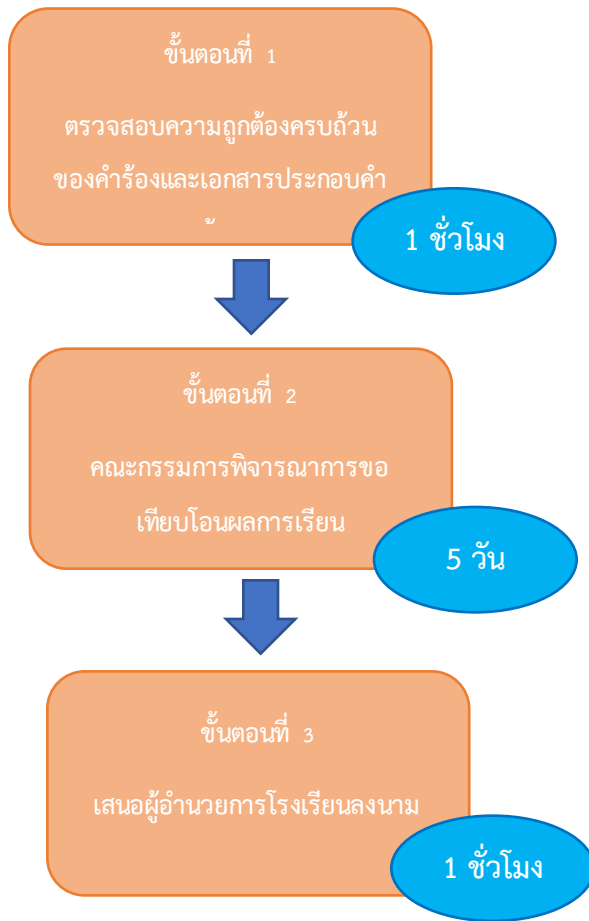 ขั้นตอนที่ 1
ตรวจสอบความถูกต้องครบถ้วน
ของคำร้องและเอกสารประกอบคำ
1 ชั่วโมง
ขั้นตอนที่ 2
คณะกรรมการพิจารณาการขอ
เทียบโอนผลการเรียน
5 วัน
ขั้นตอนที่ 3
เสนอผู้อำนวยการโรงเรียนลงนาม
1 ชั่วโมง